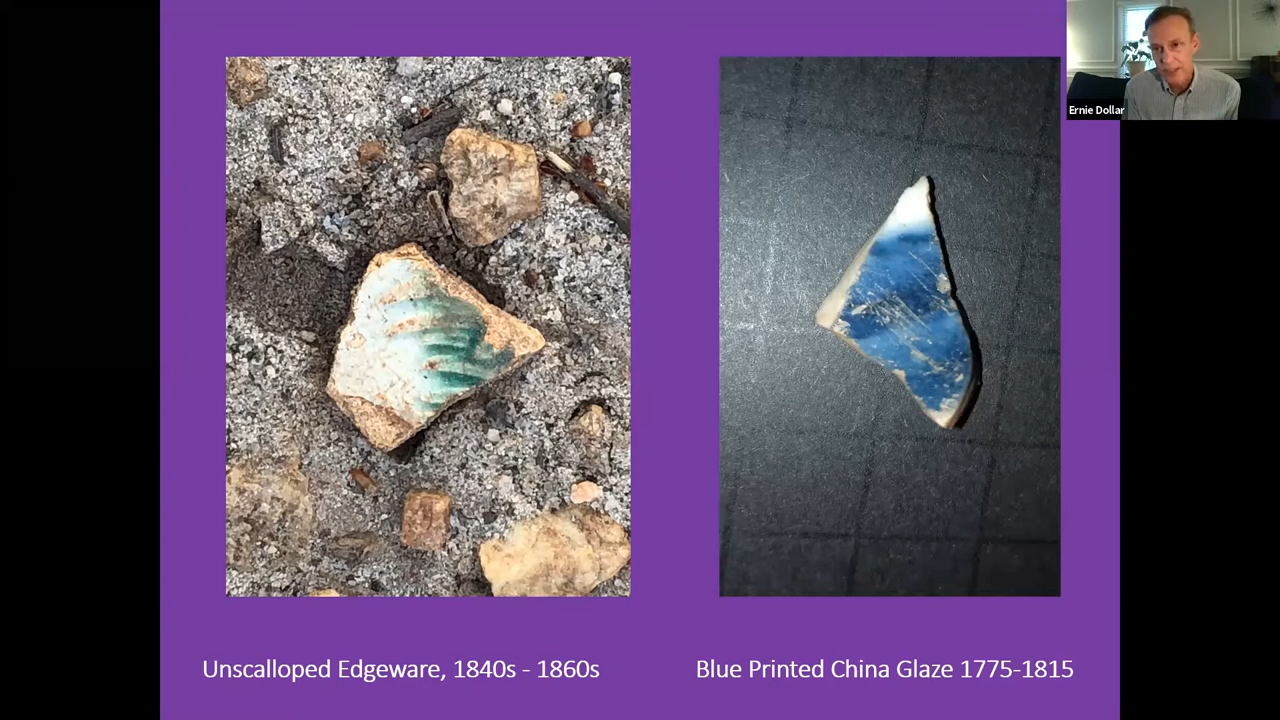 Ernie Dollar
Unscalloped Edgeware, 1840s - 1860s
Blue Printed China Glaze 1775-1815